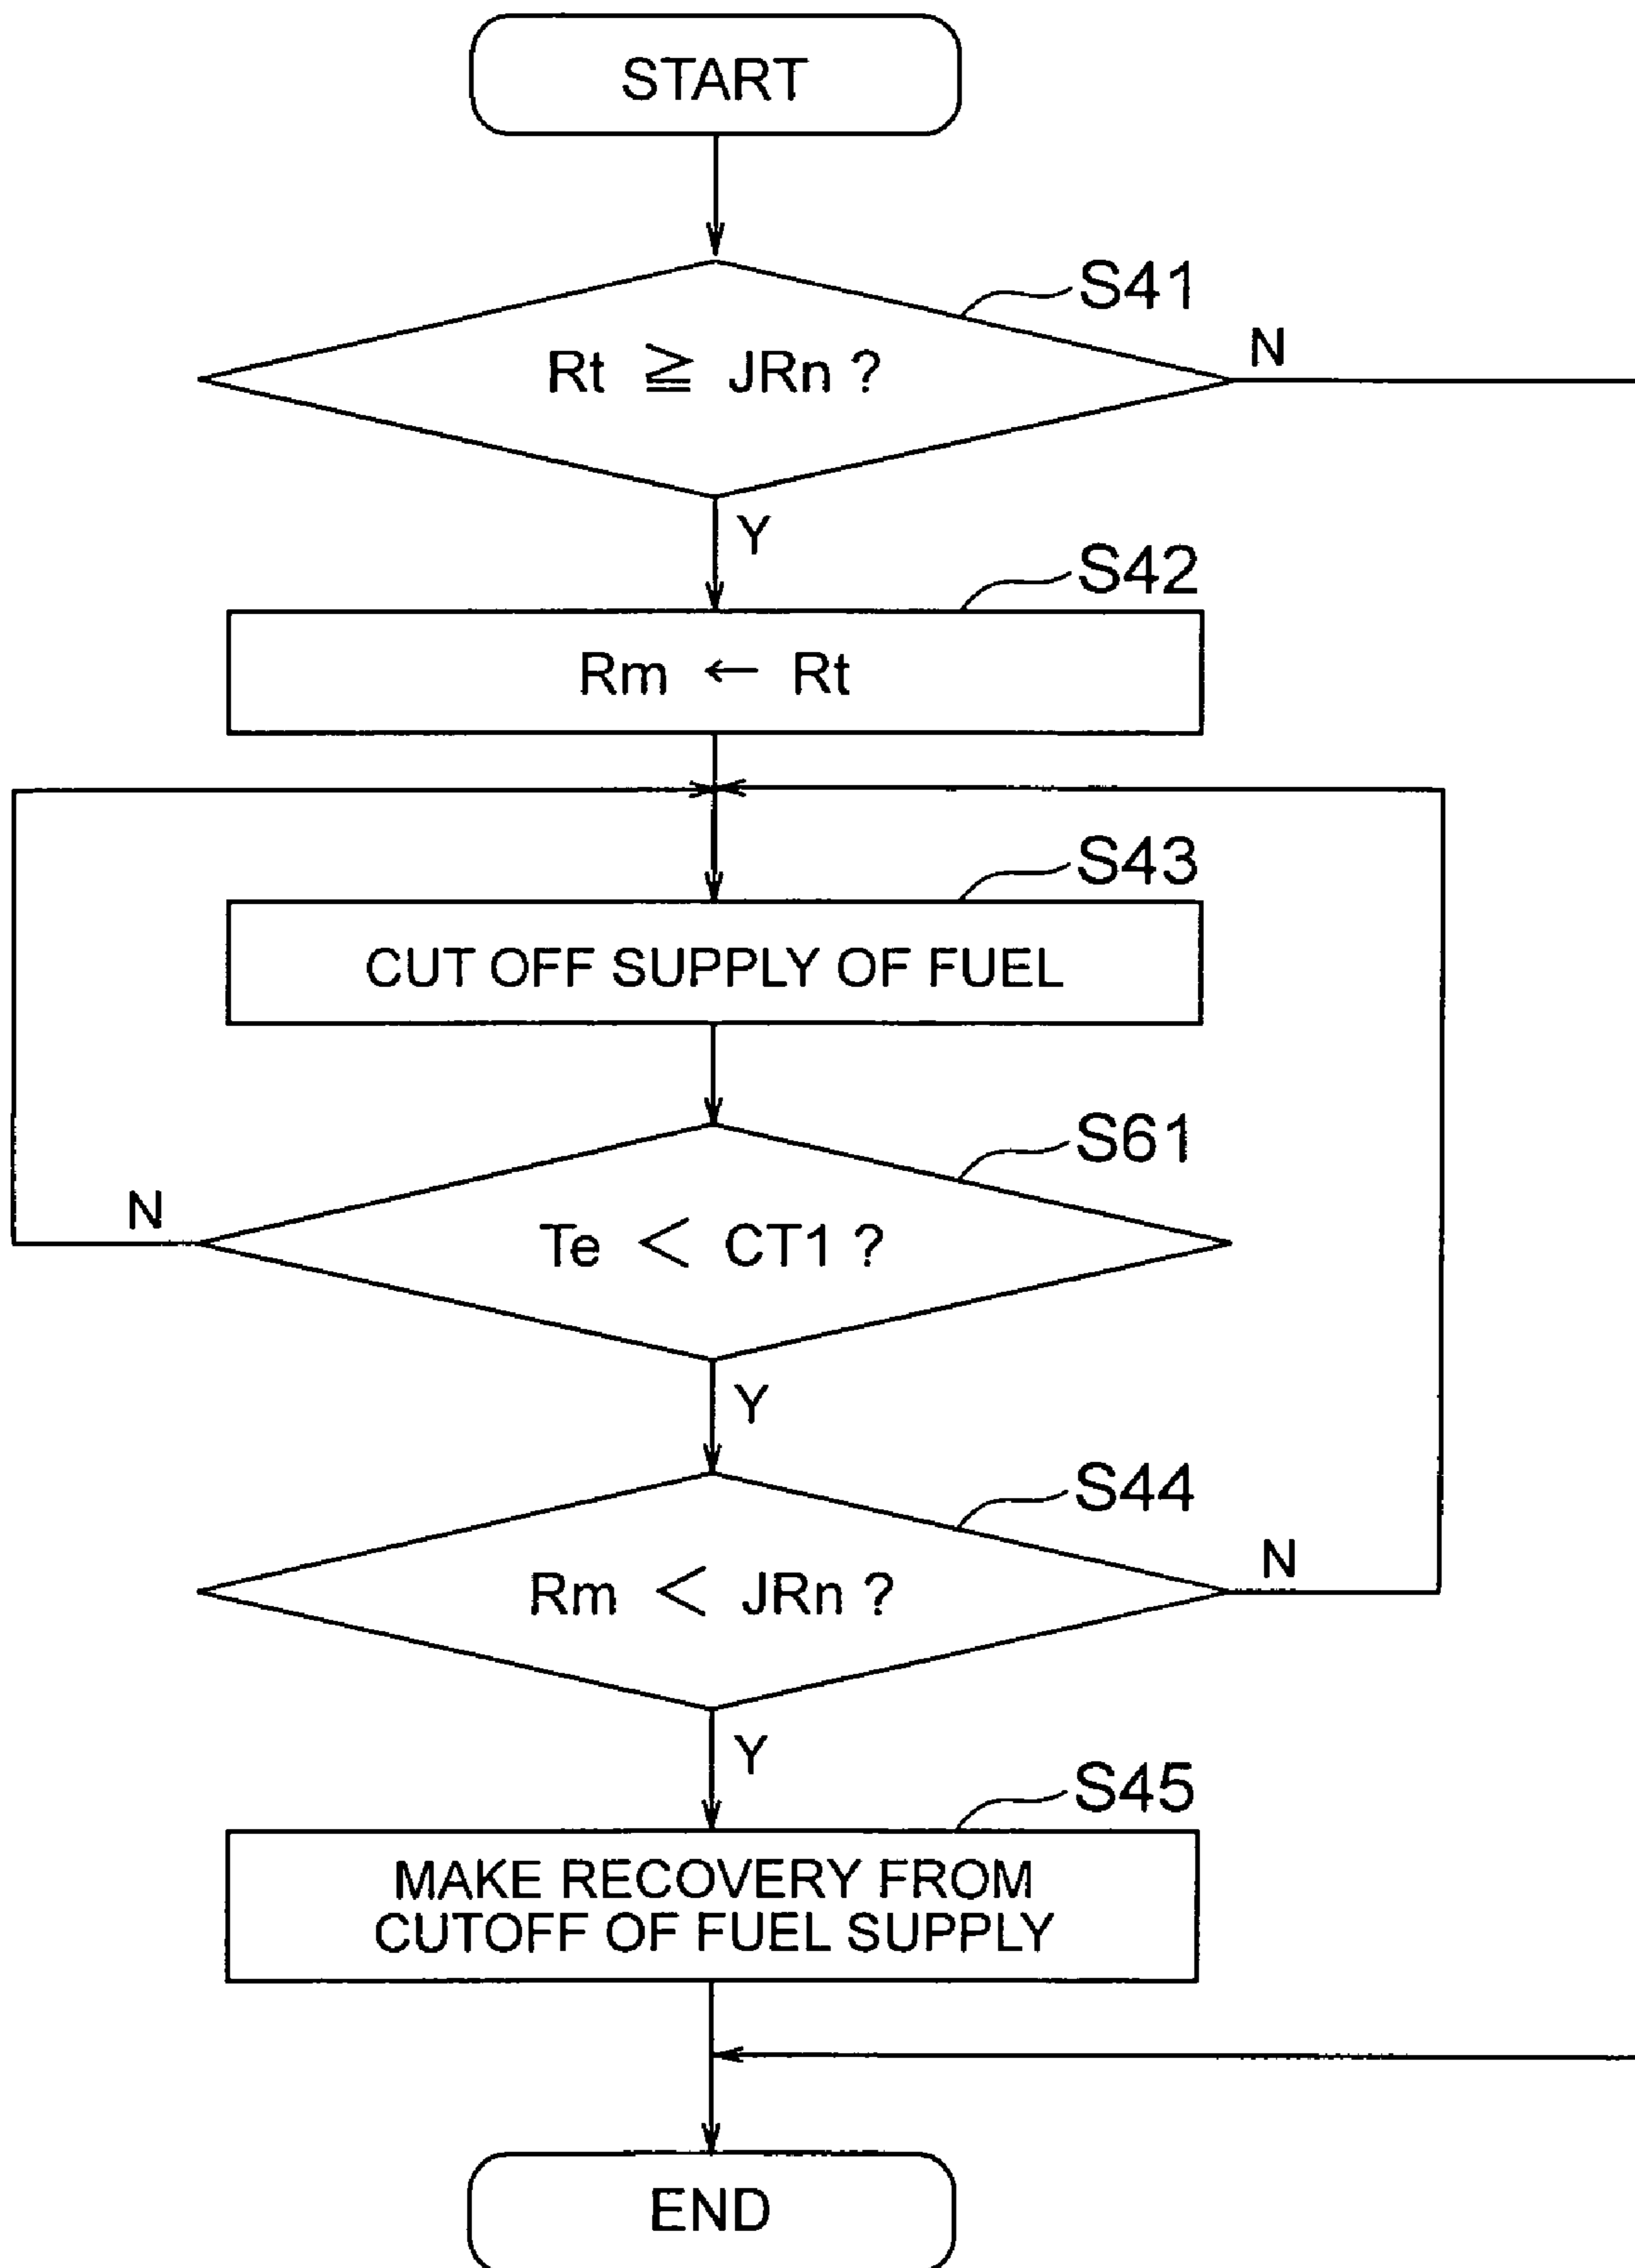 START
S41
Rt ≧ JRn ?
N
Y
S42
Rm ← Rt
S43
CUT OFF SUPPLY OF FUEL
S61
N
Te < CT1 ?
Y
S44
N
Rm < JRn ?
Y
S45
MAKE RECOVERY FROM
CUTOFF OF FUEL SUPPLY
END